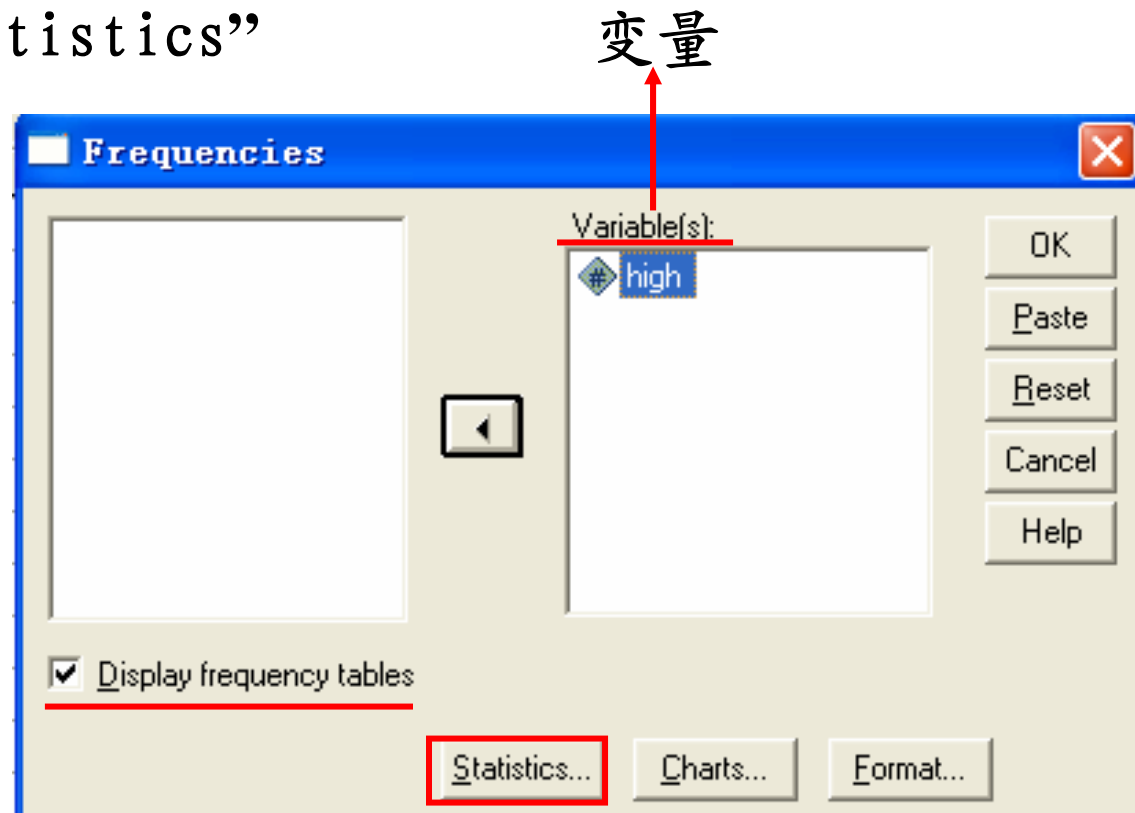 tistics”
变量
Frequencies
Variable(s):
# high
OK
Paste
Reset
Cancel
Help
Display frequency tables
Statistics...
Charts...
Format...